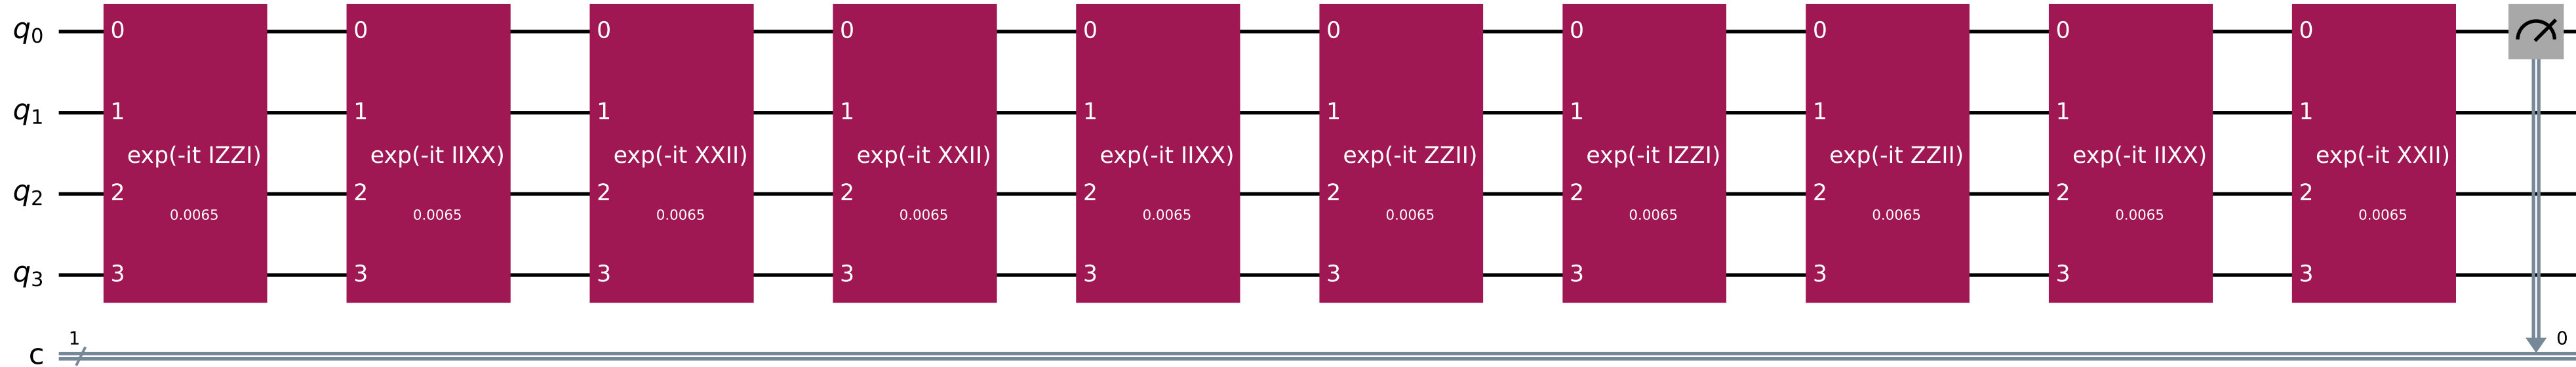 q0 0 0 0 0 0 0 0 0 0 0
q1 1 1 1 1 1 1 1 1 1 1
exp(-it IZZI) exp(-it IIXX) exp(-it XXII) exp(-it XXII) exp(-it IIXX) exp(-it ZZII) exp(-it IZZI) exp(-it ZZII) exp(-it IIXX) exp(-it XXII)
q2 2 2 2 2 2 2 2 2 2 2
0.0065 0.0065 0.0065 0.0065 0.0065 0.0065 0.0065 0.0065 0.0065 0.0065
q3 3 3 3 3 3 3 3 3 3 3
1 0
c